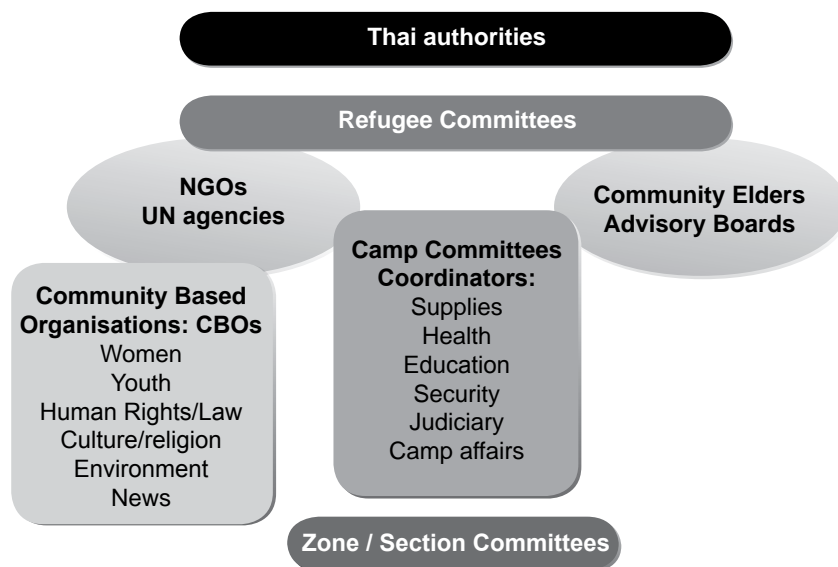 Thai authorities
Refugee Committees
NGOs
UN agencies
Community Elders
Advisory Boards
Camp Committees
Coordinators:
Supplies
Health
Education
Security
Judiciary
Camp affairs
Community Based
Organisations: CBOs
Women
Youth
Human Rights/Law
Culture/religion
Environment
News
Zone / Section Committees